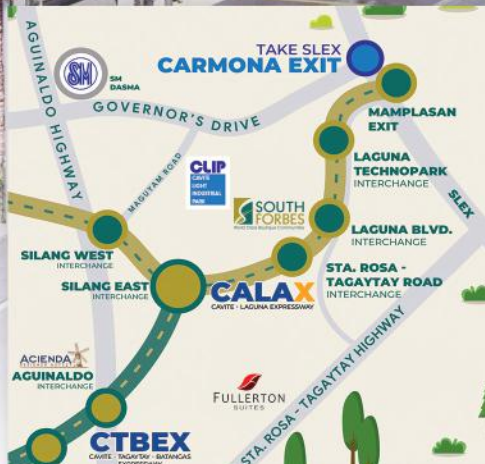 TAKE SLEX
CARMONA EXIT
AGUINALDO HIGHWAY
SM
SM
DASMA
GOVERNOR'S DRIVE
MAMPLASAN
EXIT
MAGUYAM ROAD
CLIP
CAVITE
LIGHT
INDUSTRIAL
PARK
LAGUNA
TECHNOPARK
INTERCHANGE
SLEX
SOUTH
FORBES
LAGUNA BLVD.
INTERCHANGE
SILANG WEST
INTERCHANGE
SILANG EAST
INTERCHANGE
CALAX
CAVITE - LAGUNA EXPRESSWAY
STA. ROSA -
TAGAYTAY ROAD
INTERCHANGE
ACIENDA
AGUINALDO
INTERCHANGE
FULLERTON
SUITES
STA. ROSA - TAGAYTAY HIGHWAY
CTBEX
CAVITE - TAGAYTAY - BATANGAS
EXPRESSWAY